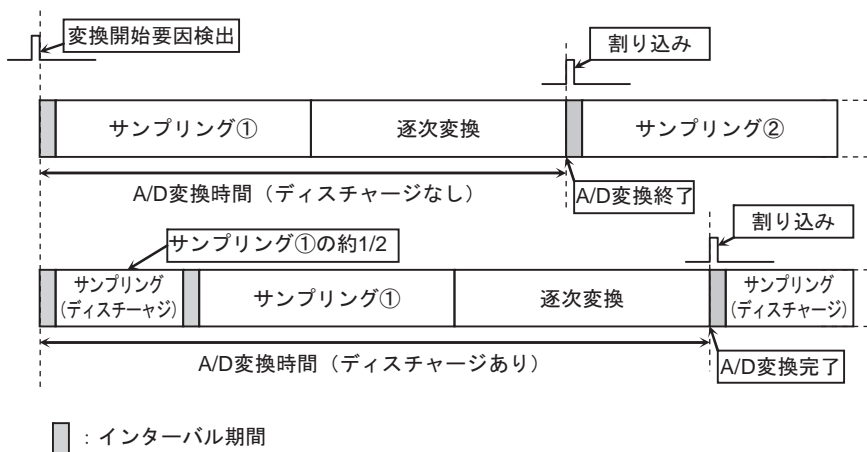 変換開始要因検出
割り込み
サンプリング①
逐次変換
サンプリング②
A/D変換時間（ディスチャージなし）
A/D変換終了
割り込み
サンプリング①の約1/2
サンプリング
(ディスチーャジ)
サンプリング①
逐次変換
サンプリング
(ディスチャージ)
A/D変換時間（ディスチャージあり）
A/D変換完了
：インターバル期間